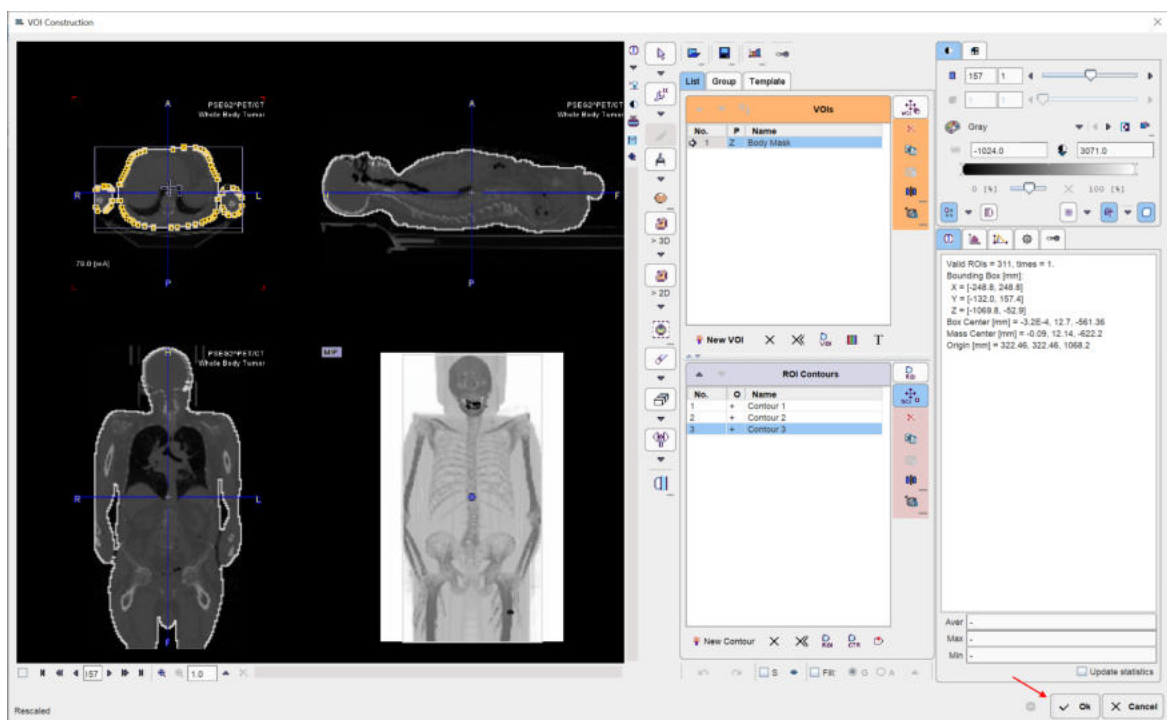 VOI Construction
A
PSEG2^PET/CT
Whole Body Tumor
R
L
79.0 [mA]
P
A
PSEG2^PET/CT
Whole Body Tumor
F
P
PSEG2^PET/CT
Whole Body Tumor
R
L
F
MIP
157
1.0
Rescaled
> 3D
> 2D
List
Group
Template
VOIs
No. P Name
1 Z Body Mask
New VOI
VOI
T
ROI Contours
No. O Name
1 + Contour 1
2 + Contour 2
3 + Contour 3
New Contour
ROI
CTR
S
Filt
G
A
157
1
1
1
Gray
-1024.0
3071.0
0 [%]
100 [%]
Valid ROIs = 311, times = 1.
Bounding Box [mm]:
X = [-248.8, 248.8]
Y = [-132.0, 157.4]
Z = [-1069.8, -52.9]
Box Center [mm] = -3.2E-4, 12.7, -561.36
Mass Center [mm] = -0.09, 12.14, -622.2
Origin [mm] = 322.46, 322.46, 1068.2
Aver -
Max -
Min -
Update statistics
Ok
Cancel